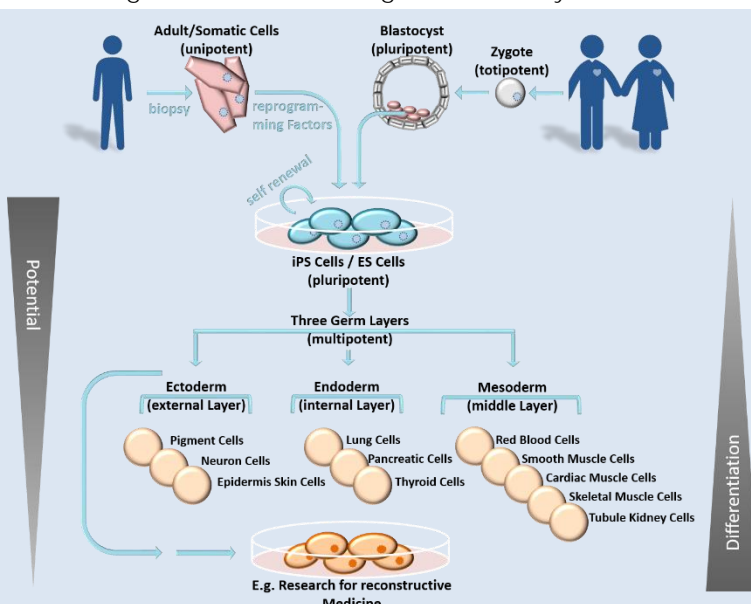 Adult/Somatic Cells
(unipotent)
Blastocyst
(pluripotent)
Zygote
(totipotent)
biopsy
reprogram-
ming Factors
self renewal
iPS Cells / ES Cells
(pluripotent)
Potential
Differentiation
Three Germ Layers
(multipotent)
Ectoderm
(external Layer)
Endoderm
(internal Layer)
Mesoderm
(middle Layer)
Pigment Cells
Neuron Cells
Epidermis Skin Cells
Lung Cells
Pancreatic Cells
Thyroid Cells
Red Blood Cells
Smooth Muscle Cells
Cardiac Muscle Cells
Skeletal Muscle Cells
Tubule Kidney Cells
E.g. Research for reconstructive
Medicine